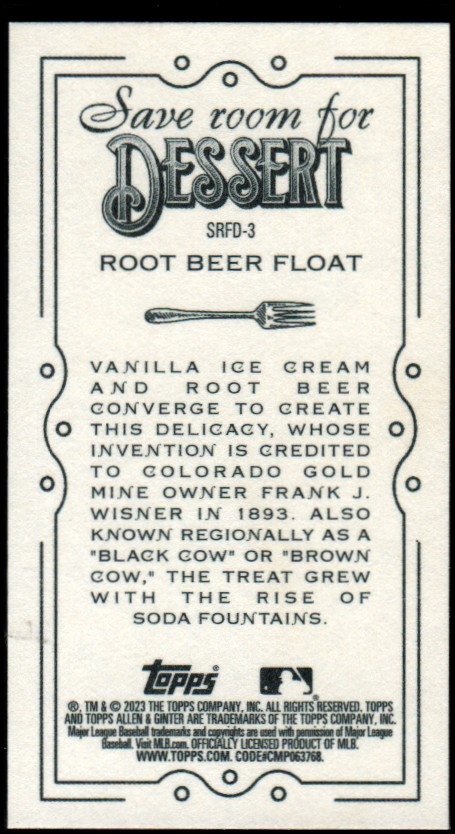 Save room for
DESSERT
SRFD-3
ROOT BEER FLOAT
VANILLA ICE CREAM
AND ROOT BEER
CONVERGE TO CREATE
THIS DELICACY, WHOSE
INVENTION IS CREDITED
TO COLORADO GOLD
MINE OWNER FRANK J.
WISNER IN 1893. ALSO
KNOWN REGIONALLY AS A
"BLACK COW" OR "BROWN
COW," THE TREAT GREW
WITH THE RISE OF
SODA FOUNTAINS.
topps®
®, TM & © 2023 THE TOPPS COMPANY, INC. ALL RIGHTS RESERVED. TOPPS
AND TOPPS ALLEN & GINTER ARE TRADEMARKS OF THE TOPPS COMPANY, INC.
Major League Baseball trademarks and copyrights are used with permission of Major League
Baseball. Visit MLB.com. OFFICIALLY LICENSED PRODUCT OF MLB.
WWW.TOPPS.COM. CODE#CMP063768.